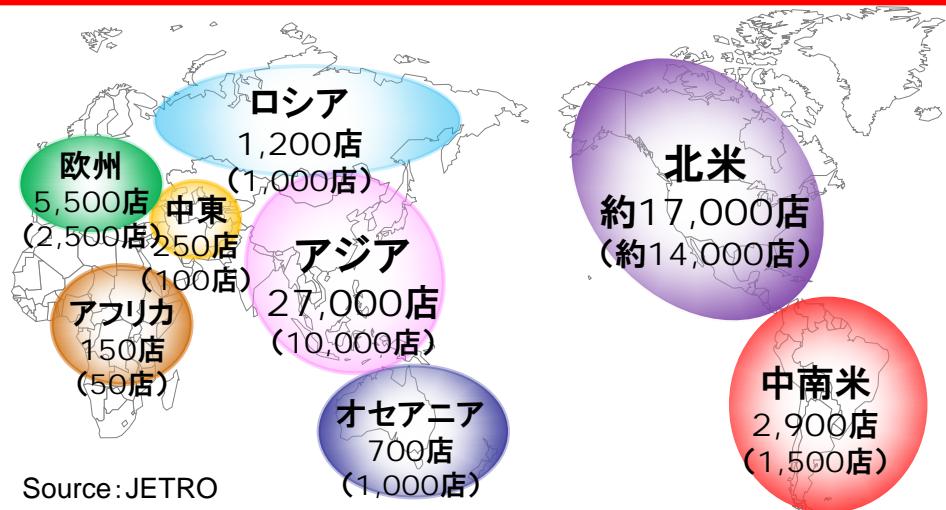 ロシア
1,200店
(1,000店)
欧州
5,500店
(2,500店)
中東
250店
(100店)
アジア
27,000店
(10,000店)
アフリカ
150店
(50店)
オセアニア
700店
(1,000店)
北米
約17,000店
(約14,000店)
中南米
2,900店
(1,500店)
Source:JETRO